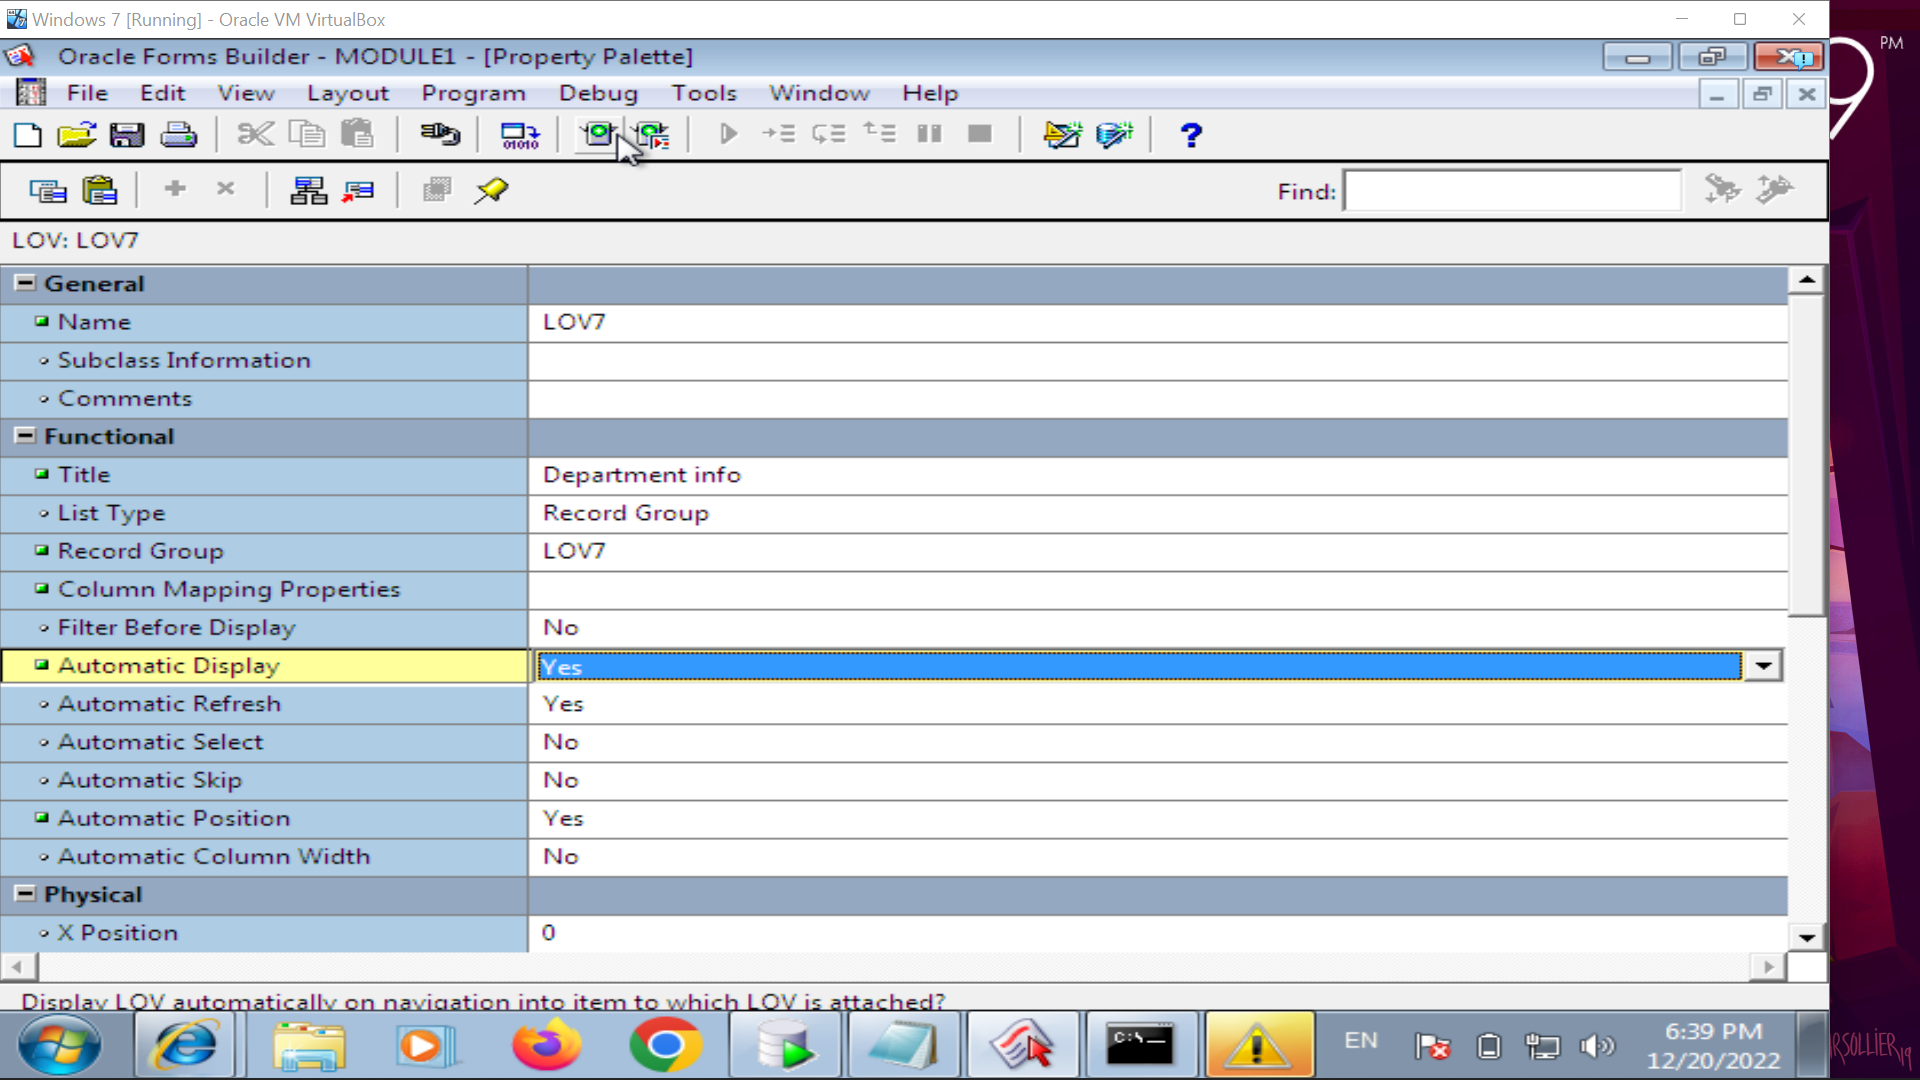 Windows 7 [Running] - Oracle VM VirtualBox
PM
9
Oracle Forms Builder - MODULE1 - [Property Palette]
File Edit View Layout Program Debug Tools Window Help
01010
?
Find:
LOV: LOV7
General
Name LOV7
Subclass Information
Comments
Functional
Title Department info
List Type Record Group
Record Group LOV7
Column Mapping Properties
Filter Before Display No
Automatic Display Yes
Automatic Refresh Yes
Automatic Select No
Automatic Skip No
Automatic Position Yes
Automatic Column Width No
Physical
X Position 0
Display LOV automatically on navigation into item to which LOV is attached?
C:\_
EN
6:39 PM
12/20/2022
RSOLLIER19